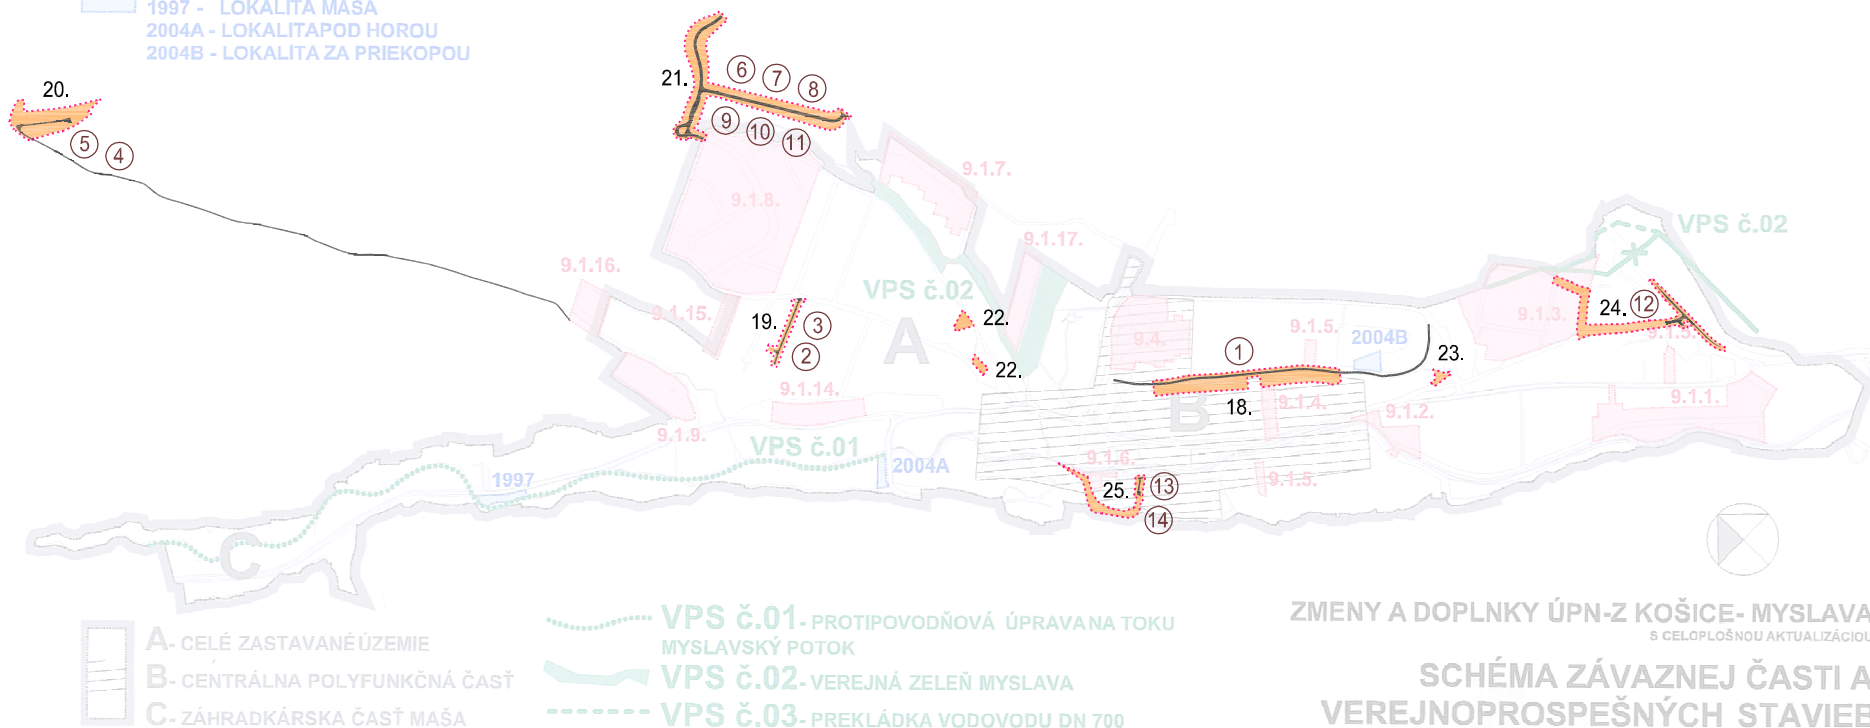 1997 - LOKALITA MAŠA
2004A - LOKALITAPOD HOROU
2004B - LOKALITA ZA PRIEKOPOU
20.
5 4
21.
6 7 8
9 10 11
9.1.7.
9.1.8.
9.1.17.
VPS č.02
9.1.16.
VPS č.02
9.1.15.
19.
3
2
A
22.
22.
9.4.
1
9.1.5.
2004B
23.
9.1.3.
24.
12
9.1.3.
9.1.14.
18.
B
9.1.4.
9.1.2.
9.1.1.
9.1.9.
VPS č.01
2004A
9.1.6.
9.1.5.
1997
25.
13
14
C
A- CELÉ ZASTAVANÉ ÚZEMIE
B- CENTRÁLNA POLYFUNKČNÁ ČASŤ
C- ZÁHRADKÁRSKA ČASŤ MAŠA
VPS č.01- PROTIPOVODŇOVÁ ÚPRAVA NA TOKU
MYSLAVSKÝ POTOK
VPS č.02- VEREJNÁ ZELEŇ MYSLAVA
VPS č.03- PREKLÁDKA VODOVODU DN 700
ZMENY A DOPLNKY ÚPN-Z KOŠICE- MYSLAVA
S CELOPLOŠNOU AKTUALIZÁCIOU
SCHÉMA ZÁVAZNEJ ČASTI A
VEREJNOPROSPEŠNÝCH STAVIEB